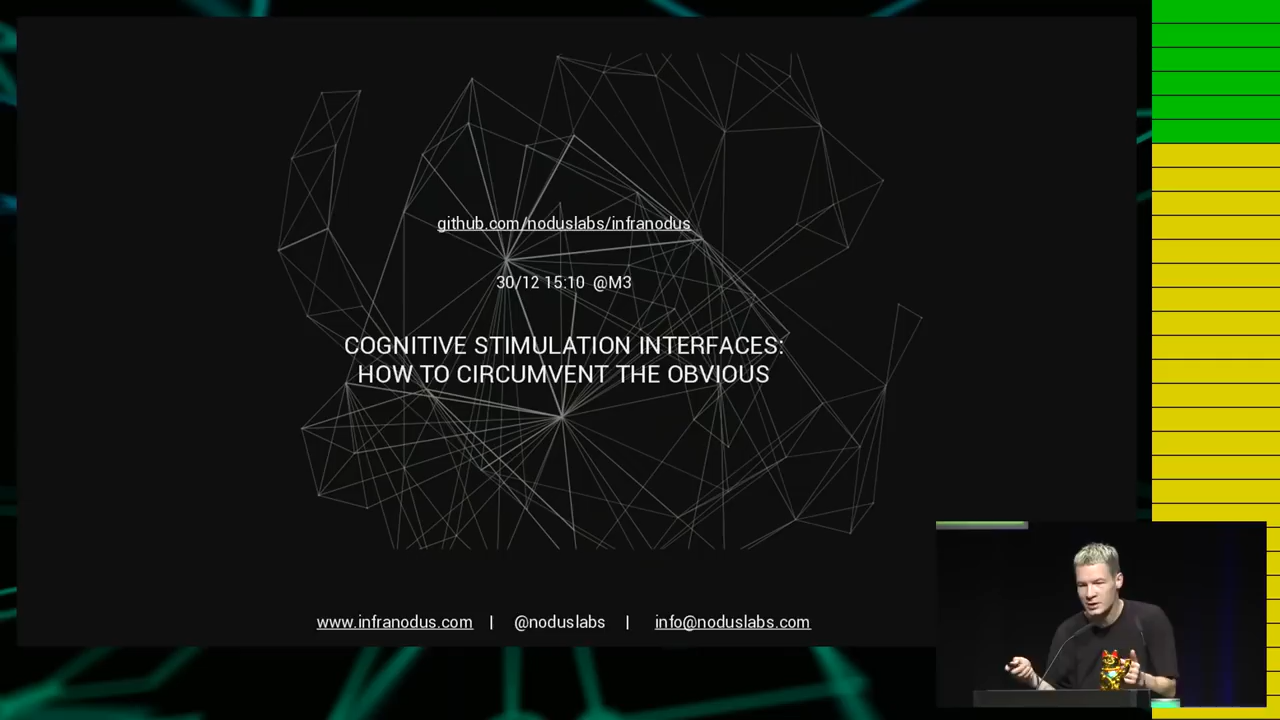 github.com/noduslabs/infranodus
30/12 15:10 @M3
COGNITIVE STIMULATION INTERFACES:
HOW TO CIRCUMVENT THE OBVIOUS
www.infranodus.com | @noduslabs | info@noduslabs.com